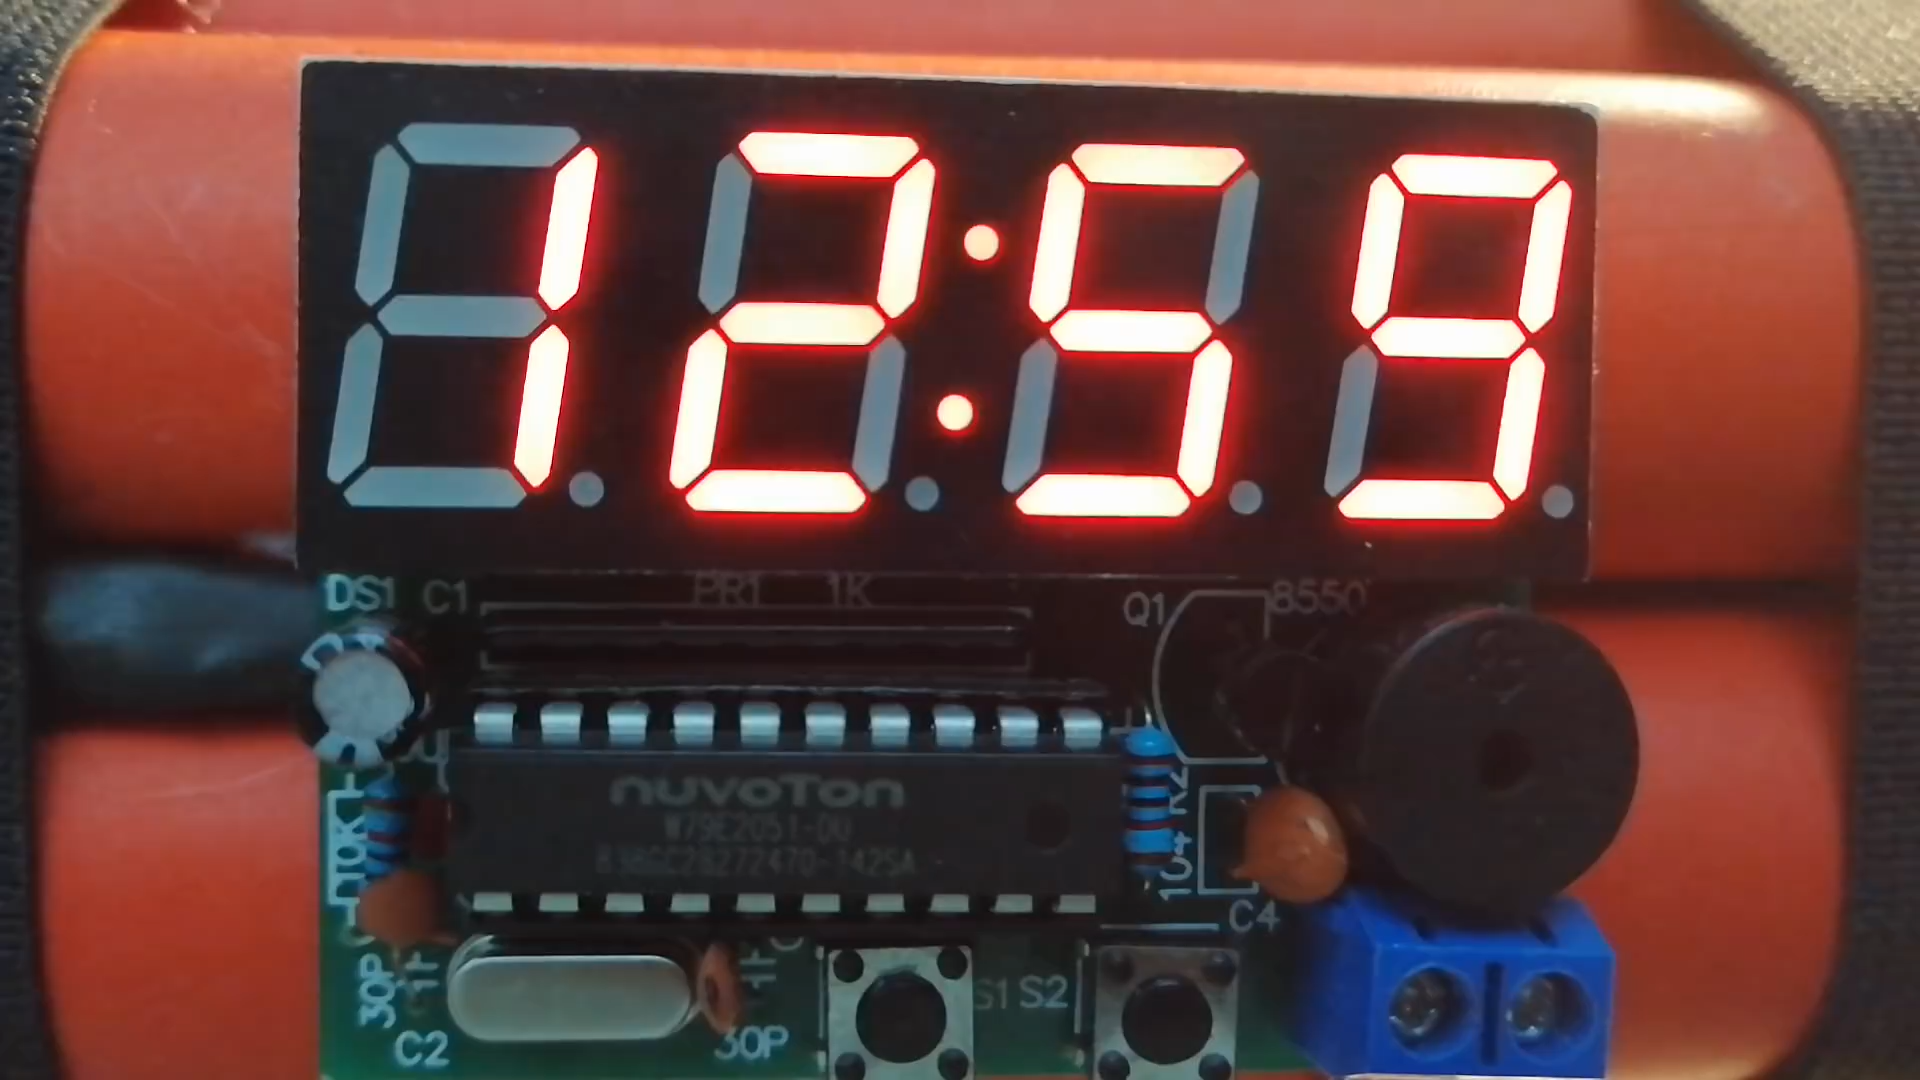 12:59
DS1 C1 PR1 1K Q1 8550
nuvoTon
W79E2051-DU
10K
R2
104
C4
30P
C2
30P
S1 S2